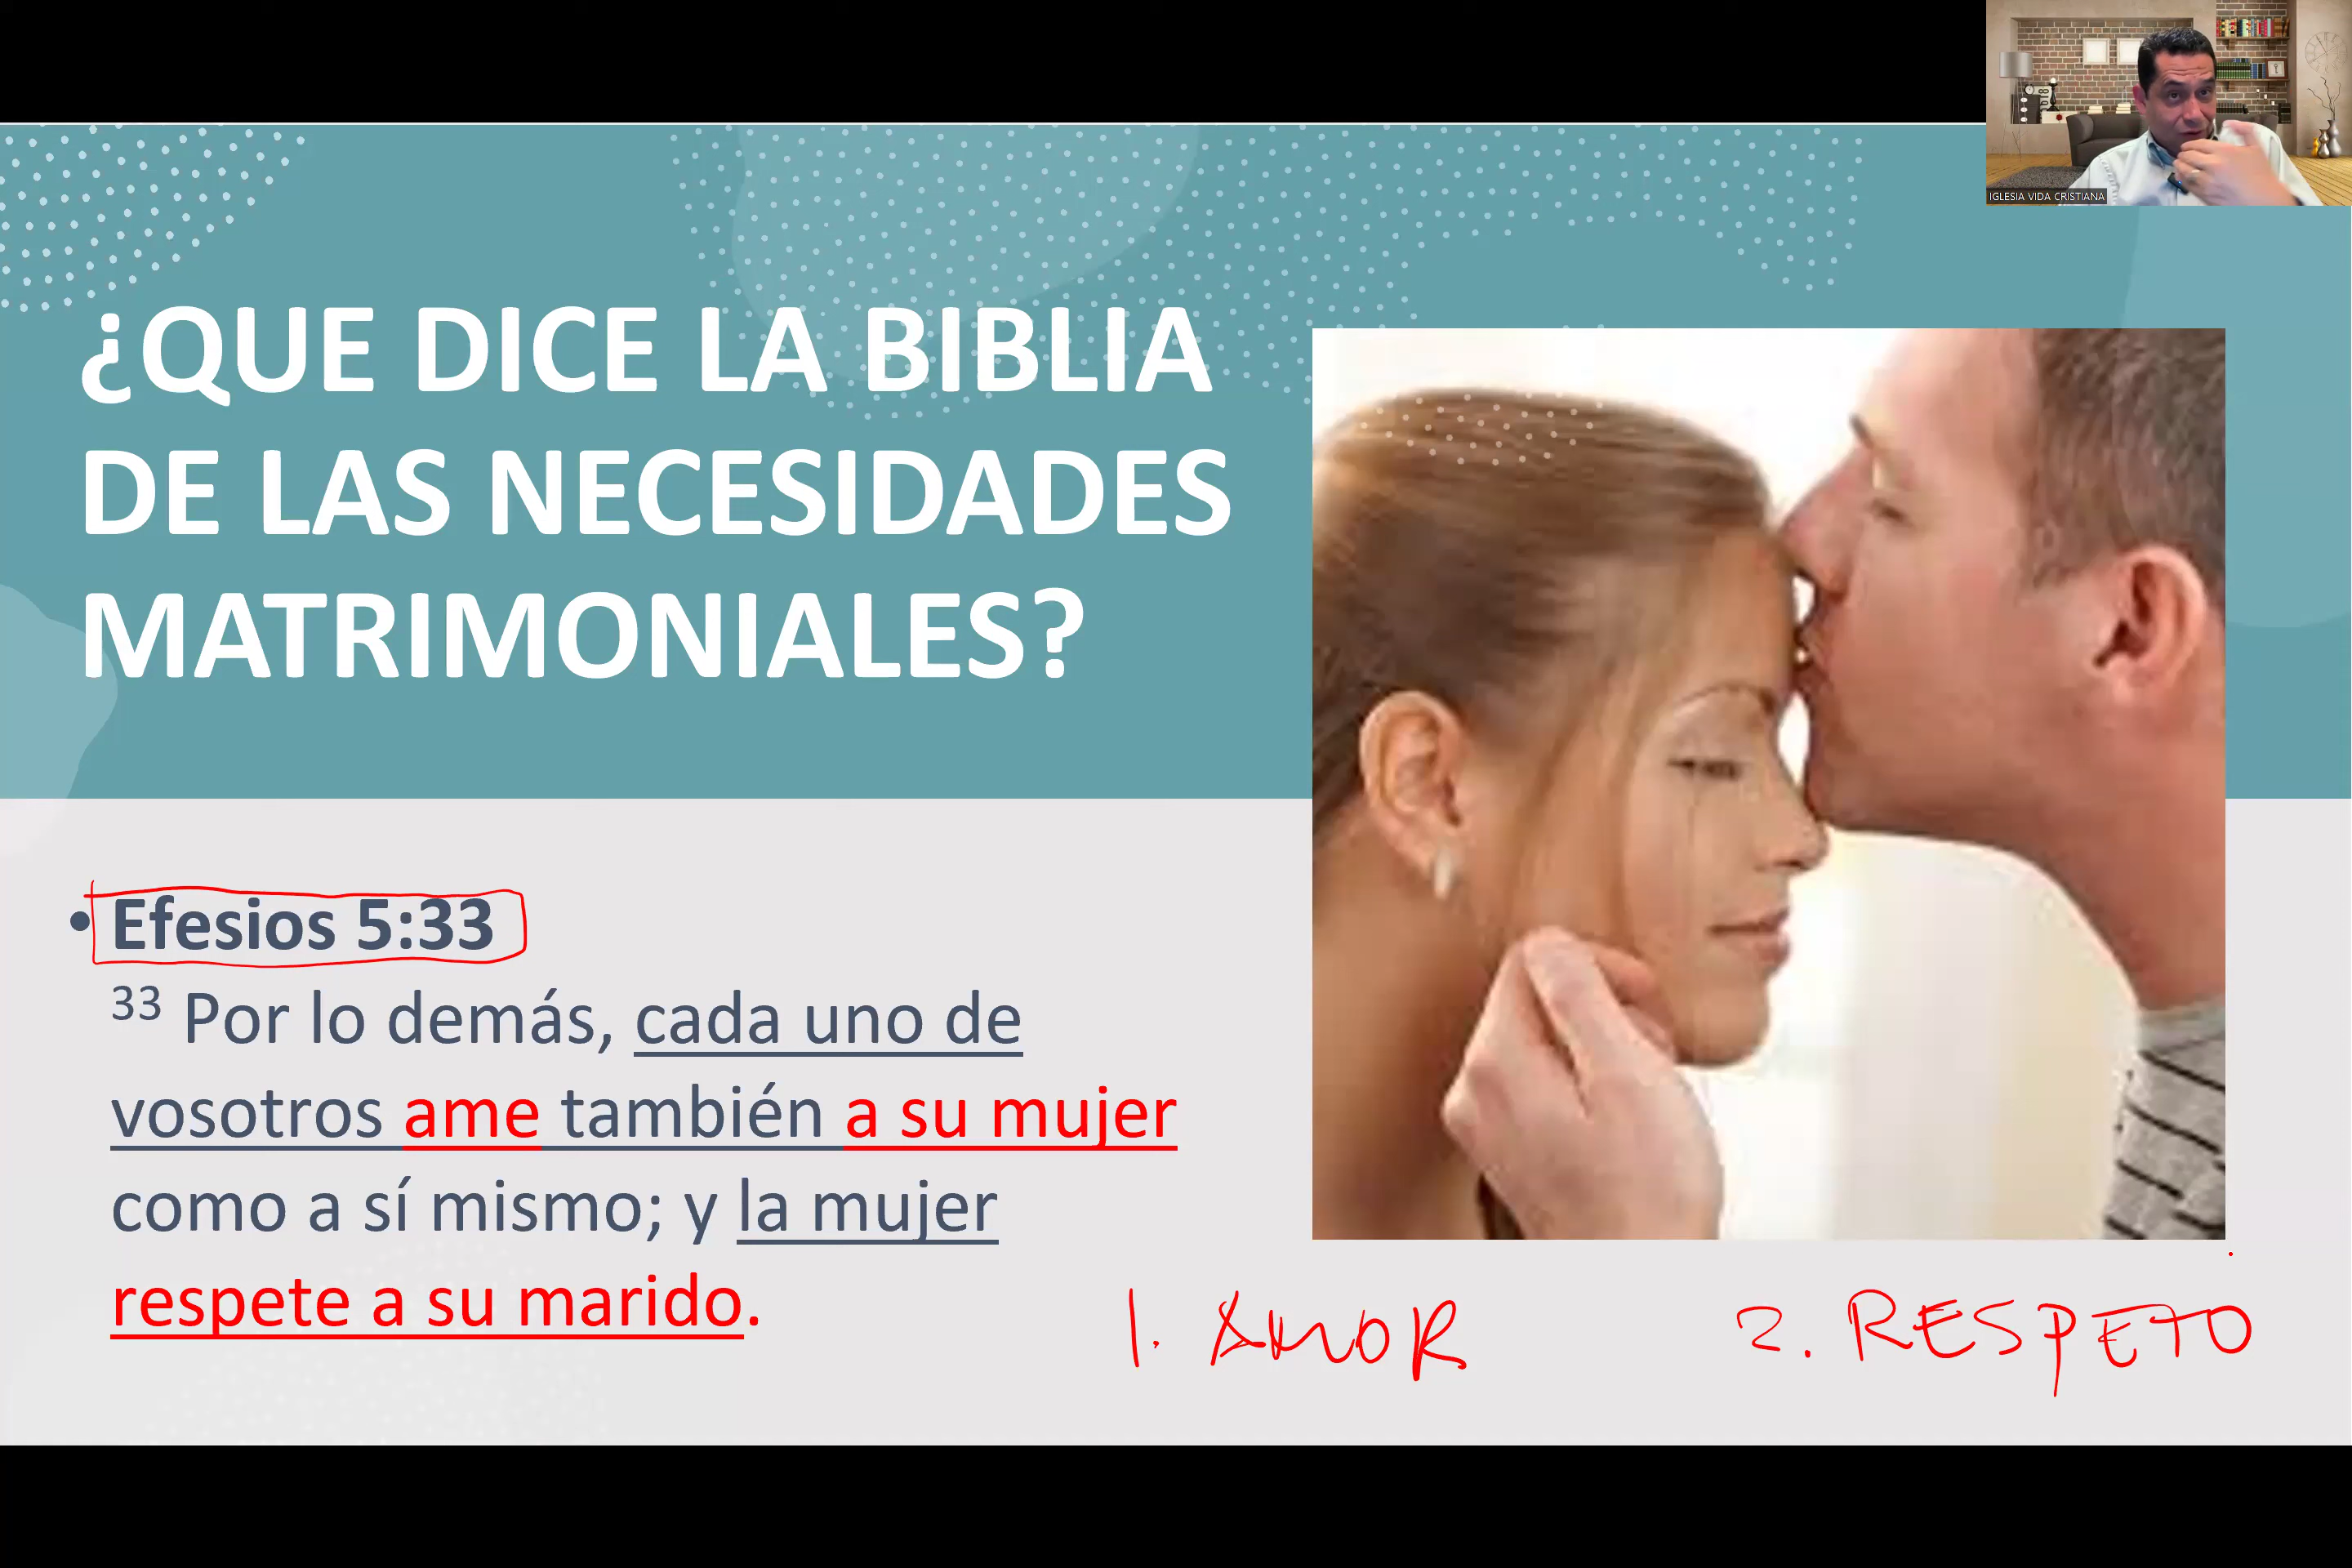 IGLESIA VIDA CRISTIANA
¿QUE DICE LA BIBLIA
DE LAS NECESIDADES
MATRIMONIALES?
• Efesios 5:33
33 Por lo demás, cada uno de
vosotros ame también a su mujer
como a sí mismo; y la mujer
respete a su marido.
1. AMOR
2. RESPETO